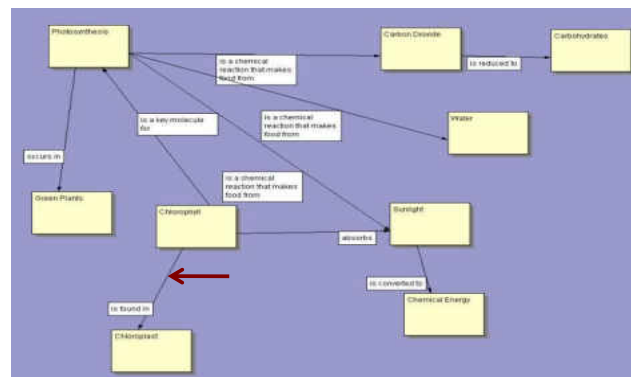 Photosenthesis
Carbon Dioxide
Carbohydrates
is a chemical
reaction that makes
food from
is reduced to
is a key molecule
for
is a chemical
reaction that makes
food from
Water
occurs in
is a chemical
reaction that makes
food from
Green Plants
Chlorophyll
Sunlight
absorbs
is converted to
Chemical Energy
is found in
Chloroplast